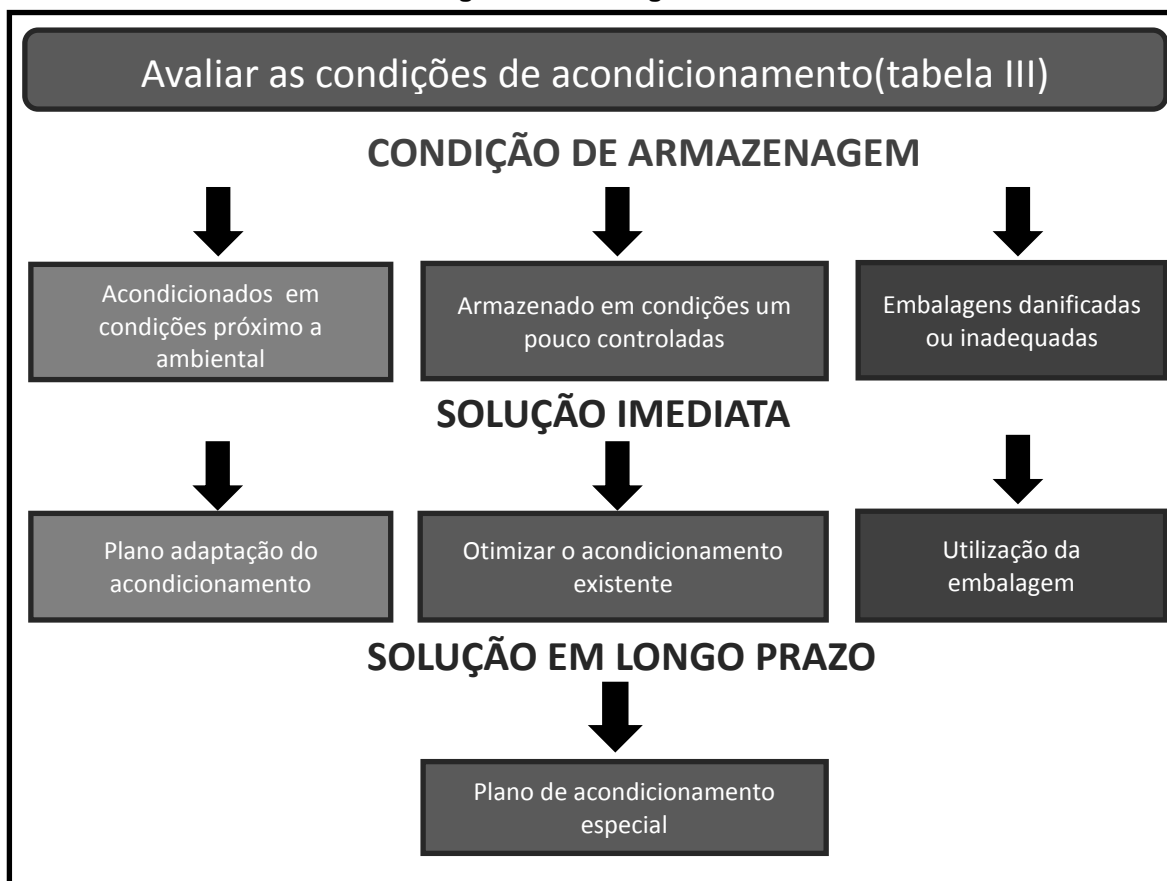 Avaliar as condições de acondicionamento(tabela III)
CONDIÇÃO DE ARMAZENAGEM
Acondicionados em
condições próximo a
ambiental
Armazenado em condições um
pouco controladas
Embalagens danificadas
ou inadequadas
SOLUÇÃO IMEDIATA
Plano adaptação do
acondicionamento
Otimizar o acondicionamento
existente
Utilização da
embalagem
SOLUÇÃO EM LONGO PRAZO
Plano de acondicionamento
especial